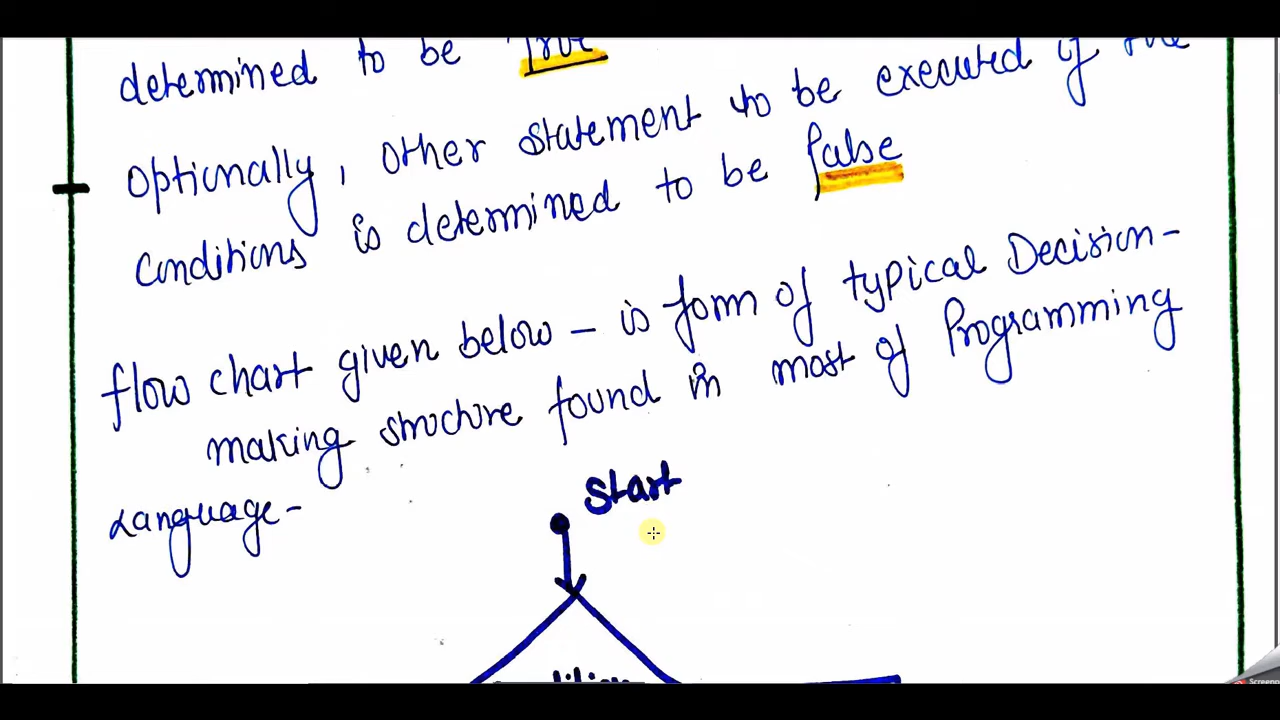 determined to be True
Optionally, other statement to be executed if the
conditions is determined to be false
flow chart given below - is form of typical Decision-
making structure found in most of Programming
Language-
Start